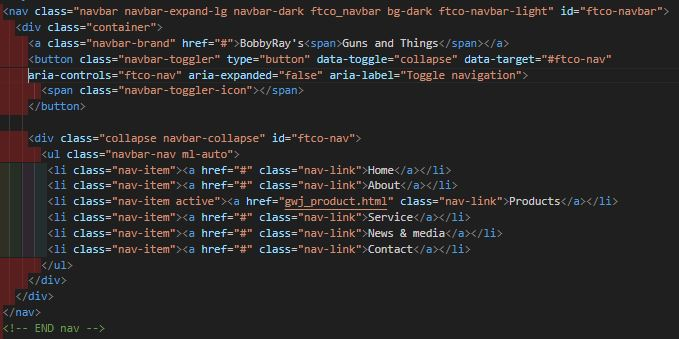 <nav class="navbar navbar-expand-lg navbar-dark ftco_navbar bg-dark ftco-navbar-light" id="ftco-navbar">
<div class="container">
<a class="navbar-brand" href="#">BobbyRay's<span>Guns and Things</span></a>
<button class="navbar-toggler" type="button" data-toggle="collapse" data-target="#ftco-nav"
aria-controls="ftco-nav" aria-expanded="false" aria-label="Toggle navigation">
<span class="navbar-toggler-icon"></span>
</button>
<div class="collapse navbar-collapse" id="ftco-nav">
<ul class="navbar-nav ml-auto">
<li class="nav-item"><a href="#" class="nav-link">Home</a></li>
<li class="nav-item"><a href="#" class="nav-link">About</a></li>
<li class="nav-item active"><a href="gwj_product.html" class="nav-link">Products</a></li>
<li class="nav-item"><a href="#" class="nav-link">Service</a></li>
<li class="nav-item"><a href="#" class="nav-link">News & media</a></li>
<li class="nav-item"><a href="#" class="nav-link">Contact</a></li>
</ul>
</div>
</div>
</nav>
<!-- END nav -->